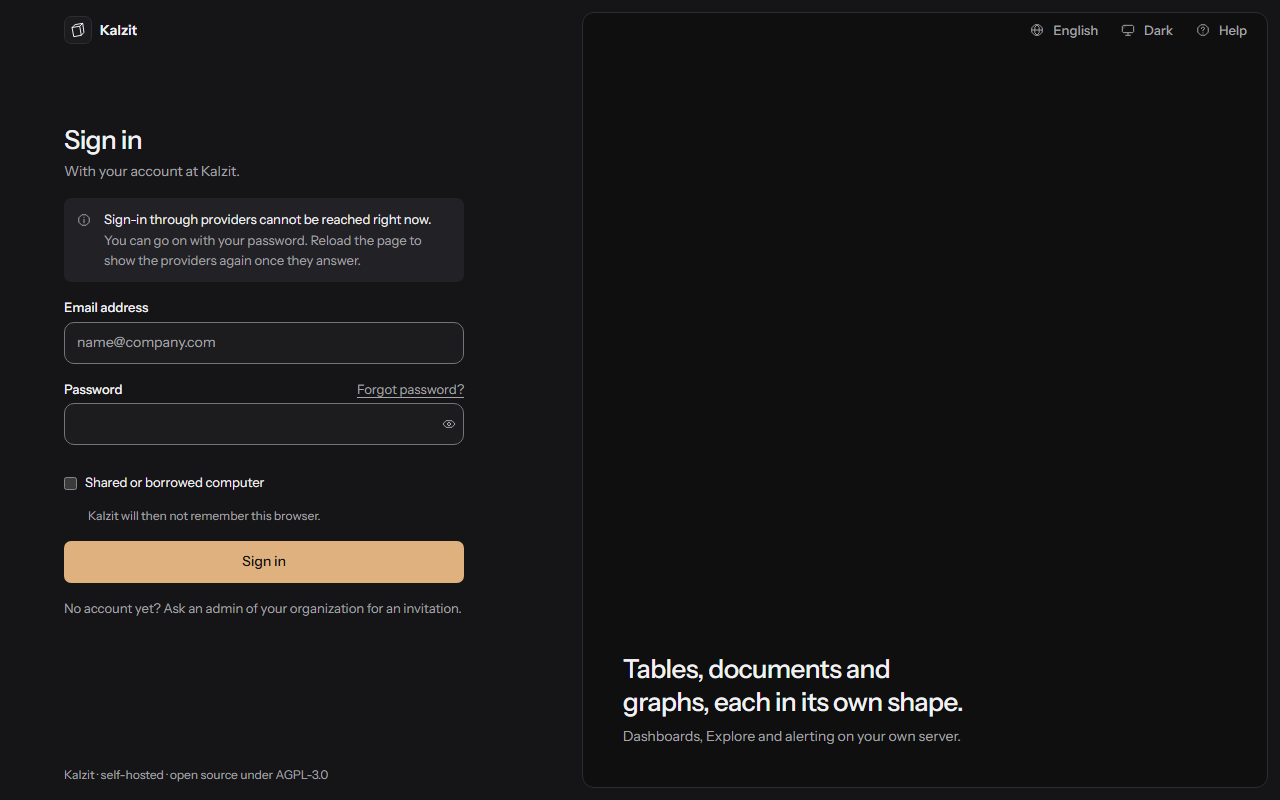 Kalzit
English
Dark
Help
Sign in
With your account at Kalzit.
Sign-in through providers cannot be reached right now.
You can go on with your password. Reload the page to
show the providers again once they answer.
Email address
name@company.com
Password
Forgot password?
Shared or borrowed computer
Kalzit will then not remember this browser.
Sign in
No account yet? Ask an admin of your organization for an invitation.
Kalzit · self-hosted · open source under AGPL-3.0
Tables, documents and
graphs, each in its own shape.
Dashboards, Explore and alerting on your own server.